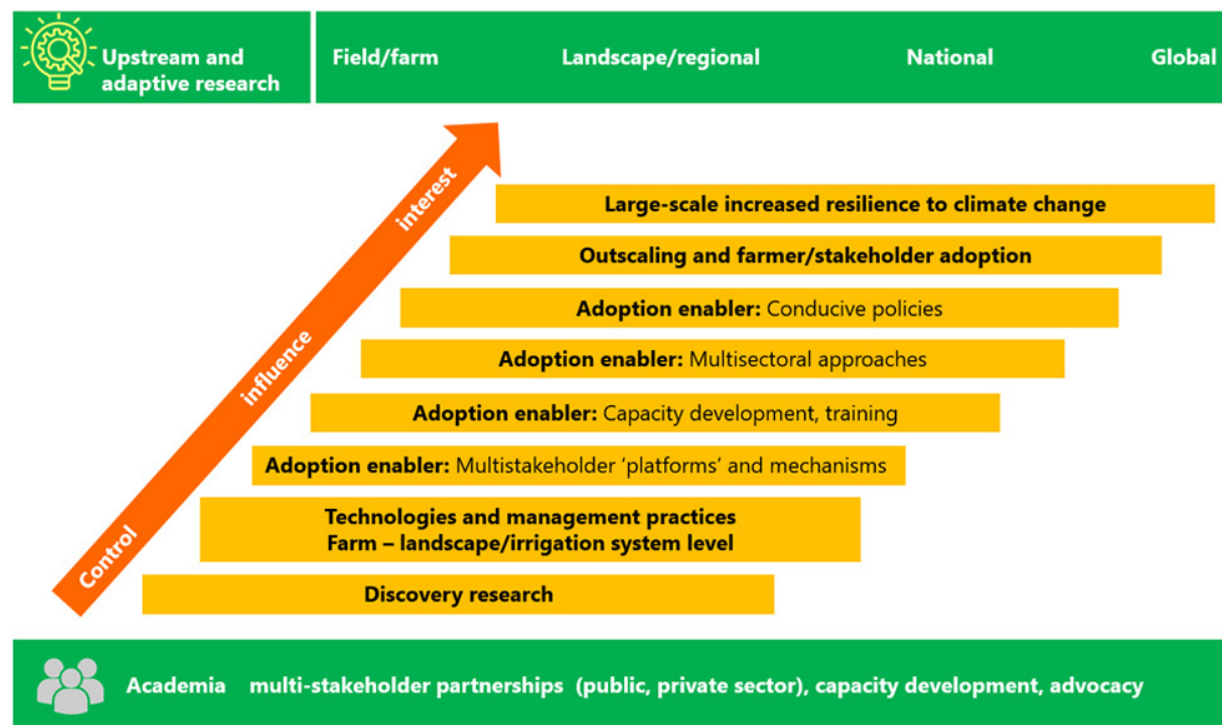 Upstream and
adaptive research
Field/farm
Landscape/regional
National
Global
Control
influence
interest
Large-scale increased resilience to climate change
Outscaling and farmer/stakeholder adoption
Adoption enabler: Conducive policies
Adoption enabler: Multisectoral approaches
Adoption enabler: Capacity development, training
Adoption enabler: Multistakeholder ‘platforms’ and mechanisms
Technologies and management practices
Farm – landscape/irrigation system level
Discovery research
Academia multi-stakeholder partnerships (public, private sector), capacity development, advocacy